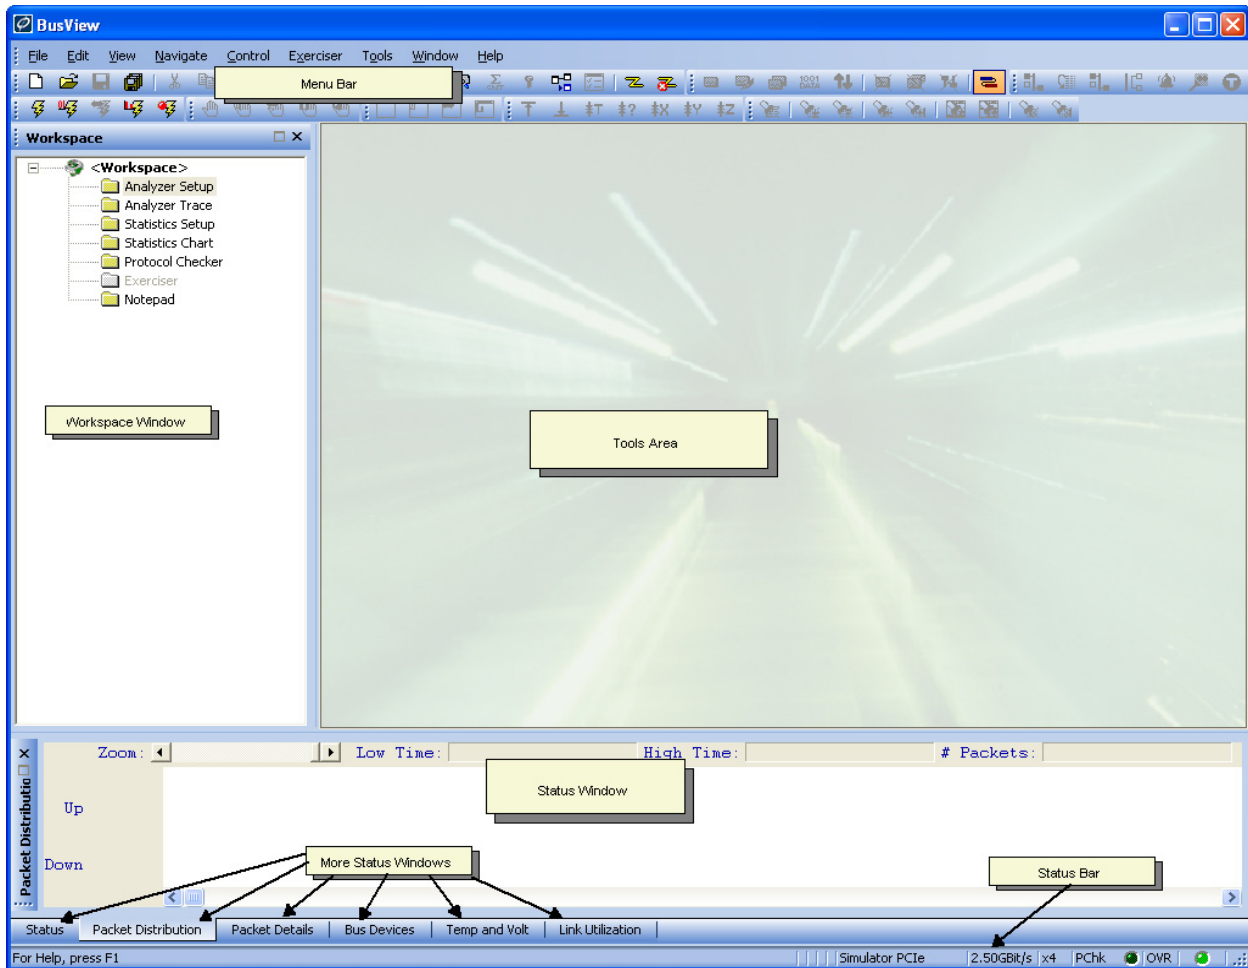 BusView
File Edit View Navigate Control Exerciser Tools Window Help
Menu Bar
1001
DATA
Workspace
<Workspace>
Analyzer Setup
Analyzer Trace
Statistics Setup
Statistics Chart
Protocol Checker
Exerciser
Notepad
Workspace Window
Tools Area
Zoom: Low Time: High Time: # Packets:
Status Window
Packet Distributio
Up
Down
More Status Windows
Status Bar
Status Packet Distribution Packet Details Bus Devices Temp and Volt Link Utilization
For Help, press F1 Simulator PCIe 2.50GBit/s x4 PChk OVR